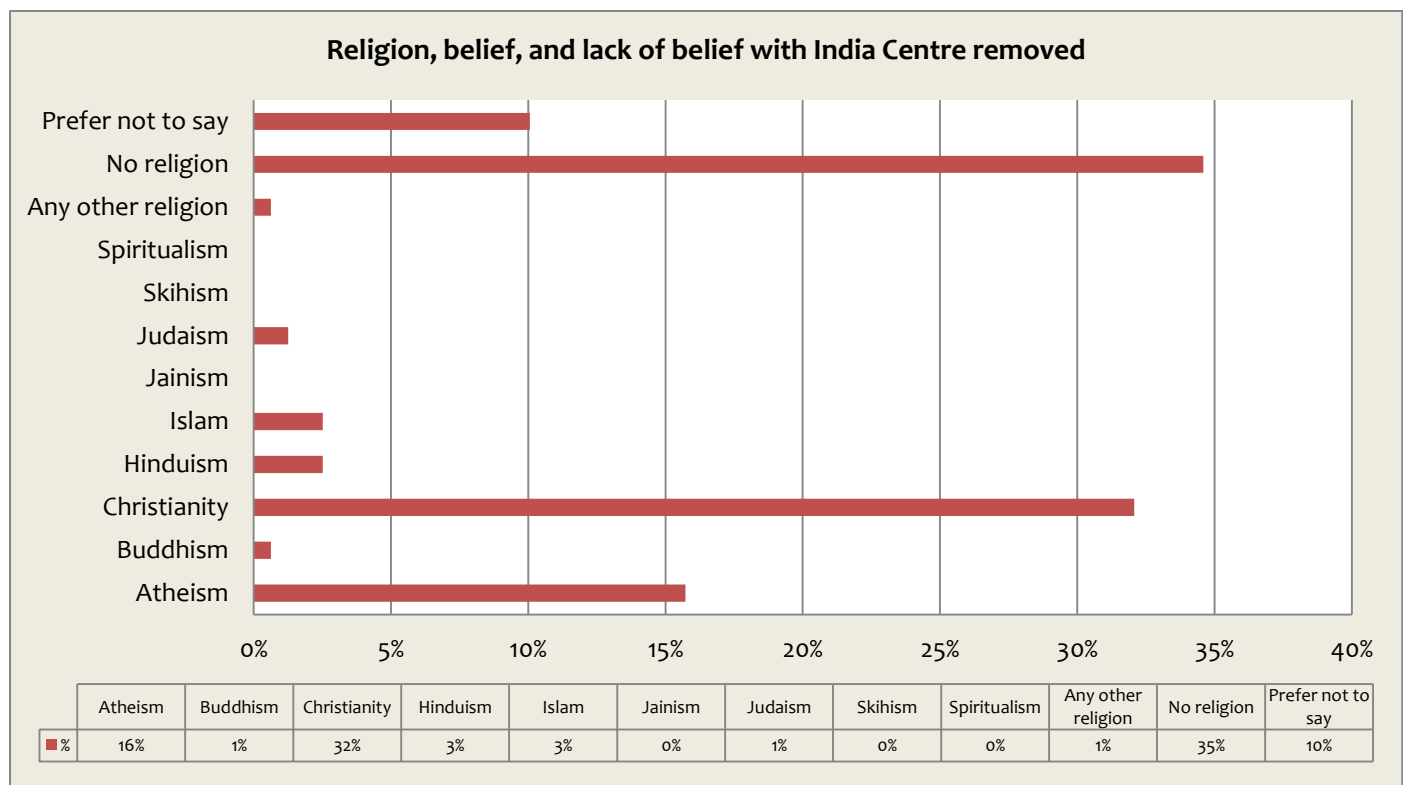 Religion, belief, and lack of belief with India Centre removed
Prefer not to say
No religion
Any other religion
Spiritualism
Skihism
Judaism
Jainism
Islam
Hinduism
Christianity
Buddhism
Atheism
0% 5% 10% 15% 20% 25% 30% 35% 40%
Atheism Buddhism Christianity Hinduism Islam Jainism Judaism Skihism Spiritualism Any other religion No religion Prefer not to say
% 16% 1% 32% 3% 3% 0% 1% 0% 0% 1% 35% 10%